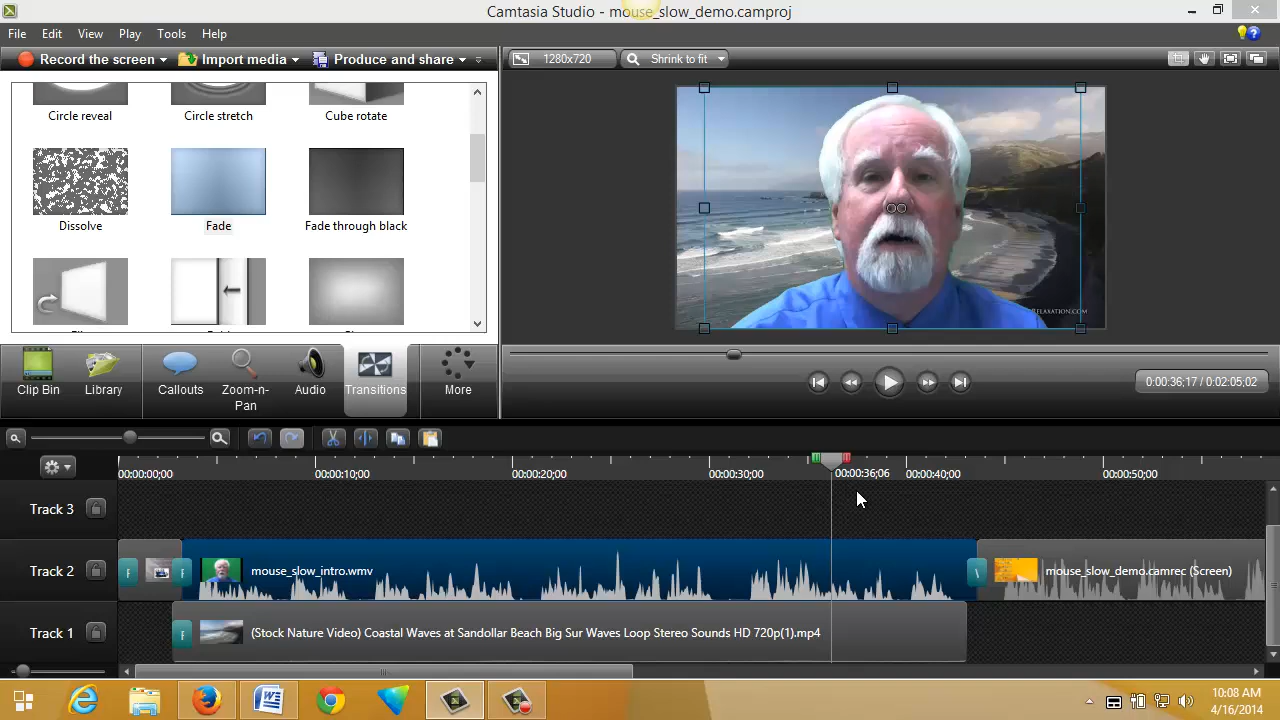 Camtasia Studio - mouse_slow_demo.camproj
File Edit View Play Tools Help
Record the screen Import media Produce and share 1280x720 Shrink to fit
Circle reveal Circle stretch Cube rotate
Dissolve Fade Fade through black
RELAXATION.COM
Clip Bin Library Callouts Zoom-n-Pan Audio Transitions More
0:00:36;17 / 0:02:05;02
00:00:00;00 00:00:10;00 00:00:20;00 00:00:30;00 00:00:36;06 00:00:40;00 00:00:50;00
Track 3
Track 2 F F mouse_slow_intro.wmv mouse_slow_demo.camrec (Screen)
Track 1 F (Stock Nature Video) Coastal Waves at Sandollar Beach Big Sur Waves Loop Stereo Sounds HD 720p(1).mp4
10:08 AM
4/16/2014